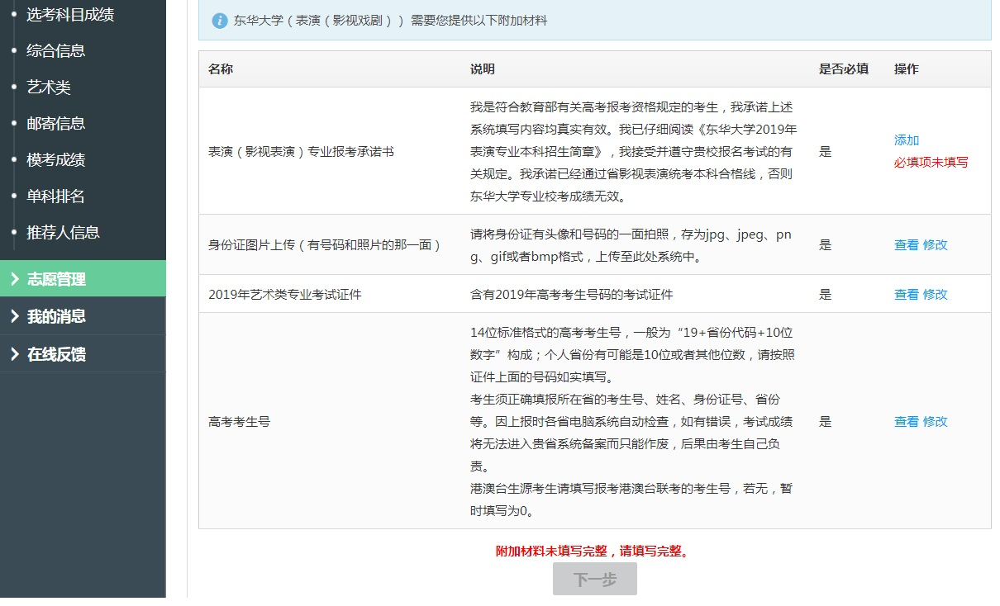 选考科目成绩
综合信息
艺术类
邮寄信息
模考成绩
单科排名
推荐人信息
志愿管理
我的消息
在线反馈
东华大学（表演（影视戏剧））需要您提供以下附加材料
名称 说明 是否必填 操作
表演（影视表演）专业报考承诺书
我是符合教育部有关高考报考资格规定的考生，我承诺上述
系统填写内容均真实有效。我已仔细阅读《东华大学2019年
表演专业本科招生简章》，我接受并遵守贵校报名考试的有
关规定。我承诺已经通过省影视表演统考本科合格线，否则
东华大学专业校考成绩无效。
是
添加
必填项未填写
身份证图片上传（有号码和照片的那一面）
请将身份证有头像和号码的一面拍照，存为jpg、jpeg、pn
g、gif或者bmp格式，上传至此处系统中。
是
查看 修改
2019年艺术类专业考试证件 含有2019年高考考生号码的考试证件 是 查看 修改
高考考生号
14位标准格式的高考考生号，一般为“19+省份代码+10位
数字”构成；个人省份有可能是10位或者其他位数，请按照
证件上面的号码如实填写。
考生须正确填报所在省的考生号、姓名、身份证号、省份
等。因上报时各省电脑系统自动检查，如有错误，考试成绩
将无法进入贵省系统备案而只能作废，后果由考生自己负
责。
港澳台生源考生请填写报考港澳台联考的考生号，若无，暂
时填写为0。
是
查看 修改
附加材料未填写完整，请填写完整。
下一步